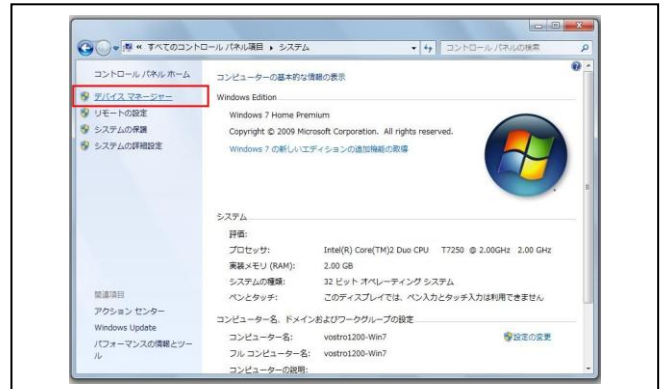 « すべてのコントロール パネル項目 ▸ システム
コントロール パネルの検索
コントロール パネル ホーム
デバイス マネージャー
リモートの設定
システムの保護
システムの詳細設定
関連項目
アクション センター
Windows Update
パフォーマンスの情報とツー
ル
コンピューターの基本的な情報の表示
Windows Edition
Windows 7 Home Premium
Copyright © 2009 Microsoft Corporation. All rights reserved.
Windows 7 の新しいエディションの追加機能の取得
システム
評価:
プロセッサ: Intel(R) Core(TM)2 Duo CPU T7250 @ 2.00GHz 2.00 GHz
実装メモリ (RAM): 2.00 GB
システムの種類: 32 ビット オペレーティング システム
ペンとタッチ: このディスプレイでは、ペン入力とタッチ入力は利用できません
コンピューター名、ドメインおよびワークグループの設定
コンピューター名: vostro1200-Win7 設定の変更
フル コンピューター名: vostro1200-Win7
コンピューターの説明: